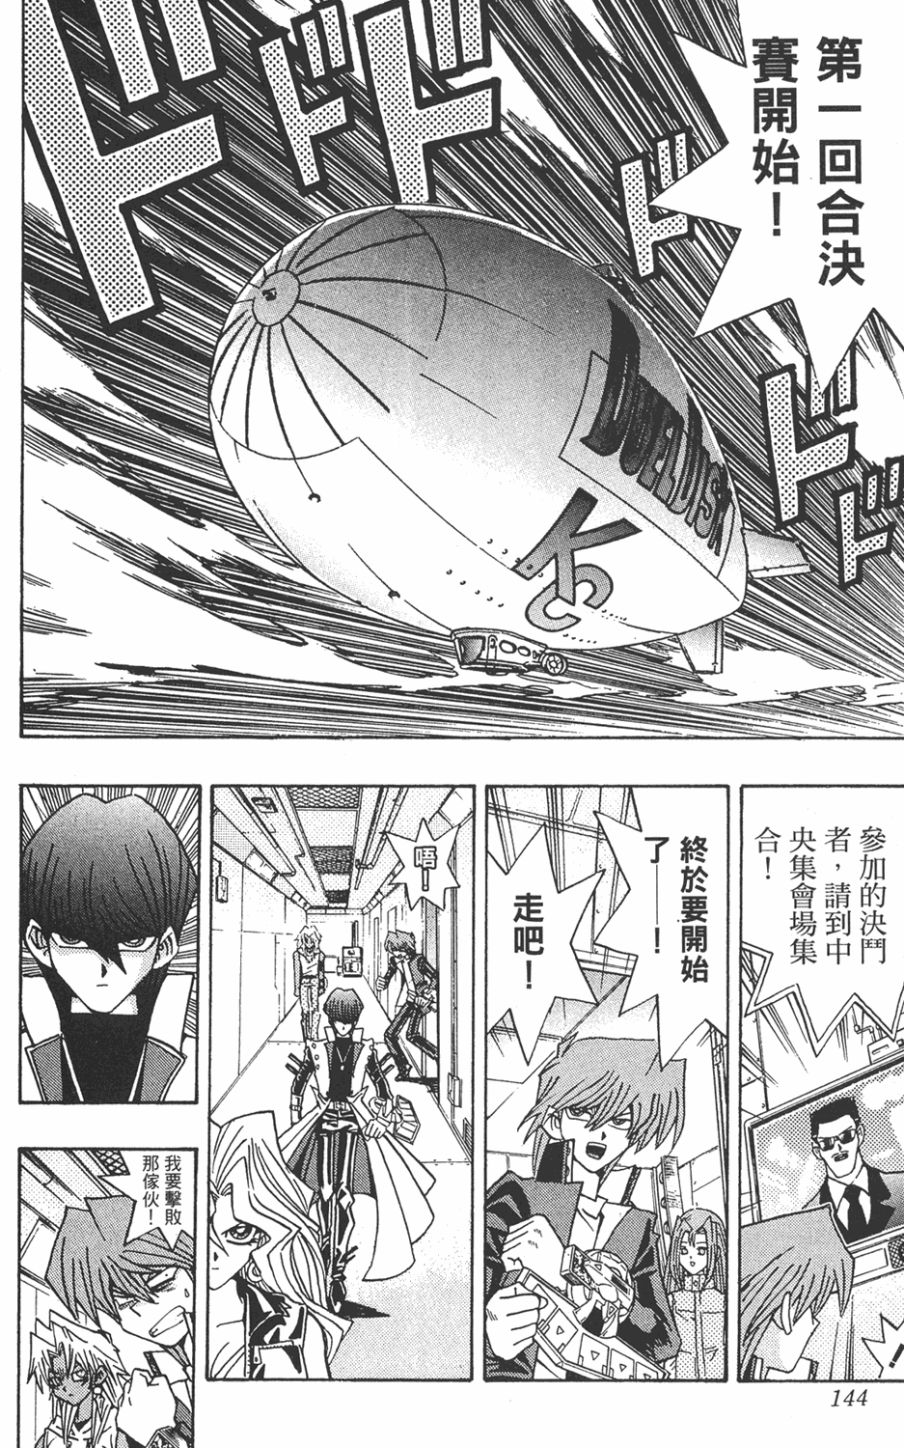 第一回合決
賽開始！
ドドドド
ド
ドド
DUELDISK
KC
參加的決鬥
者，請到中
央集會場集
合！
！
終於要開始
了──！
走吧！
唔！
我要擊敗
那傢伙！
144